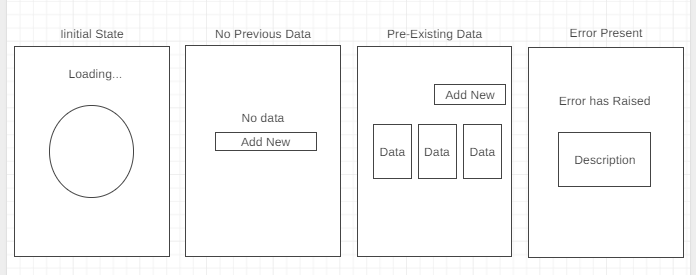 Iinitial State
Loading...
No Previous Data
No data
Add New
Pre-Existing Data
Add New
Data Data Data
Error Present
Error has Raised
Description